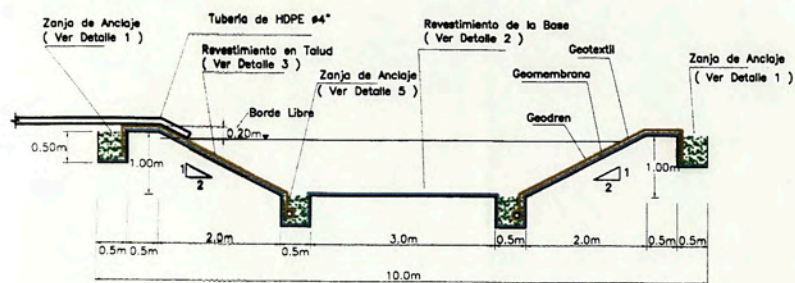 Zanja de Anclaje
( Ver Detalle 1 )
Tubería de HDPE ø4"
Revestimiento en Talud
( Ver Detalle 3 )
Zanja de Anclaje
( Ver Detalle 5 )
Revestimiento de la Base
( Ver Detalle 2 )
Geotextil
Geomembrana
Geodren
Zanja de Anclaje
( Ver Detalle 1 )
Borde Libre
0.20m
0.50m
1.00m
1
2
1
2
1.00m
0.5m
0.5m
2.0m
0.5m
3.0m
0.5m
2.0m
0.5m
0.5m
10.0m